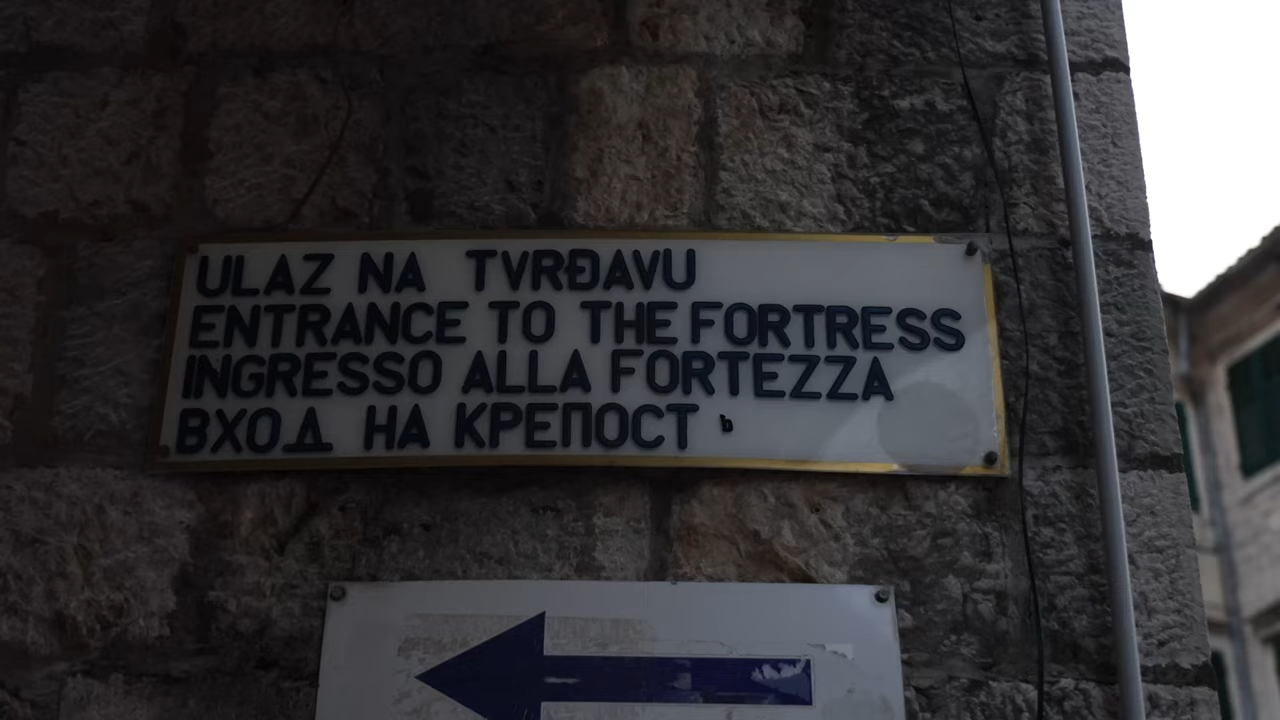 ULAZ NA TVRĐAVU
ENTRANCE TO THE FORTRESS
INGRESSO ALLA FORTEZZA
ВХОД НА КРЕПОСТ ь